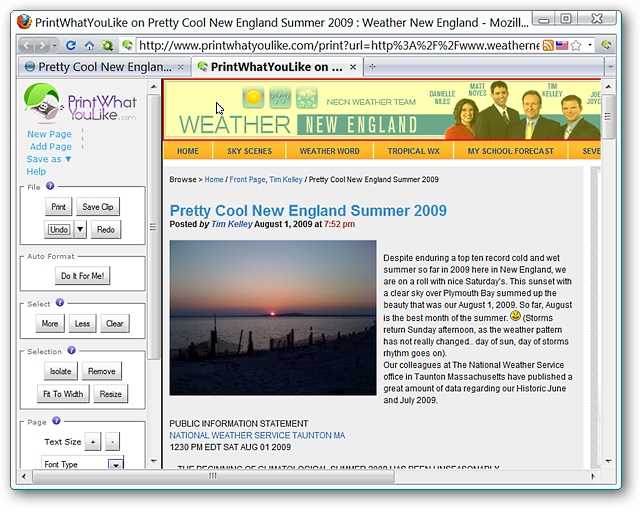 PrintWhatYouLike on Pretty Cool New England Summer 2009 : Weather New England - Mozill...
http://www.printwhatyoulike.com/print?url=http%3A%2F%2Fwww.weatherne
Pretty Cool New Englan...
PrintWhatYouLike on ...
PrintWhat
YouLike.com
New Page
Add Page
Save as ▼
Help
File
Print
Save Clip
Undo
Redo
Auto Format
Do It For Me!
Select
More
Less
Clear
Selection
Isolate
Remove
Fit To Width
Resize
Page
Text Size + -
Font Type
NECN WEATHER TEAM
WEATHER NEW ENGLAND
DANIELLE
NILES
MATT
NOYES
TIM
KELLEY
JOE
JOYC
HOME
SKY SCENES
WEATHER WORD
TROPICAL WX
MY SCHOOL FORECAST
SEVE
Browse > Home / Front Page, Tim Kelley / Pretty Cool New England Summer 2009
Pretty Cool New England Summer 2009
Posted by Tim Kelley August 1, 2009 at 7:52 pm
Despite enduring a top ten record cold and wet
summer so far in 2009 here in New England, we
are on a roll with nice Saturday's. This sunset with
a clear sky over Plymouth Bay summed up the
beauty that was our August 1, 2009. So far, August
is the best month of the summer. (Storms
return Sunday afternoon, as the weather pattern
has not really changed.. day of sun, day of storms
rhythm goes on).
Our colleagues at The National Weather Service
office in Taunton Massachusetts have published a
great amount of data regarding our Historic June
and July 2009.
PUBLIC INFORMATION STATEMENT
NATIONAL WEATHER SERVICE TAUNTON MA
1230 PM EDT SAT AUG 01 2009
...THE BEGINNING OF CLIMATOLOGICAL SUMMER 2009 HAS BEEN UNSEASONABLY